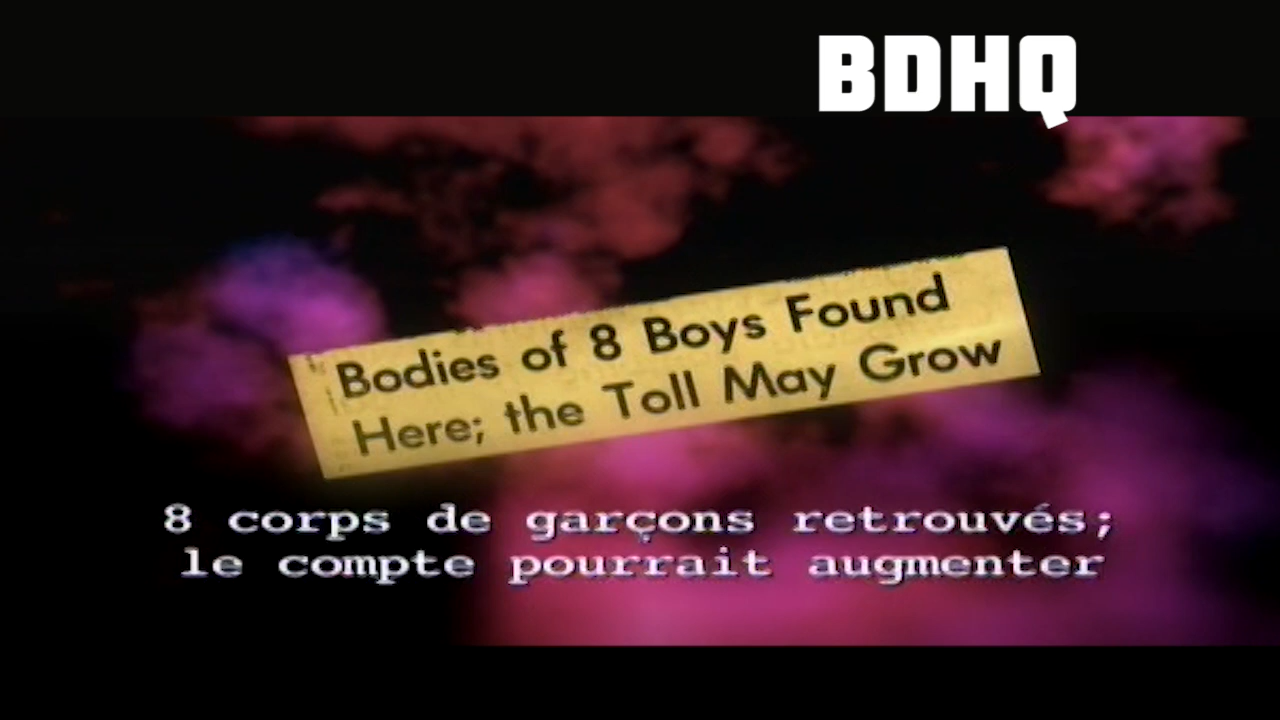 BDHQ
Bodies of 8 Boys Found
Here; the Toll May Grow
8 corps de garçons retrouvés;
le compte pourrait augmenter